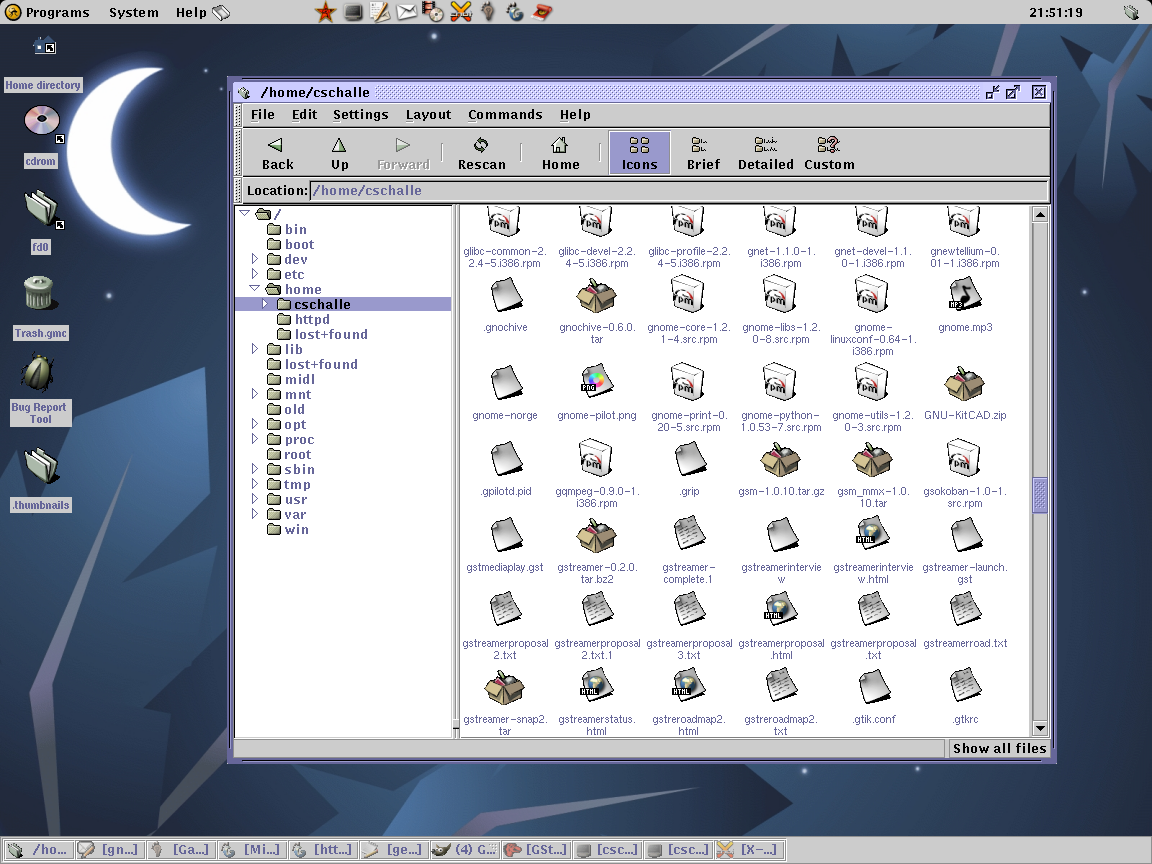 Programs System Help 21:51:19
Home directory
cdrom
fd0
Trash.gmc
Bug Report
Tool
.thumbnails
/home/cschalle
File Edit Settings Layout Commands Help
Back Up Forward Rescan Home Icons Brief Detailed Custom
Location: /home/cschalle
/
bin
boot
dev
etc
home
cschalle
httpd
lost+found
lib
lost+found
midl
mnt
old
opt
proc
root
sbin
tmp
usr
var
win
glibc-common-2. glibc-devel-2.2. glibc-profile-2.2. gnet-1.1.0-1. gnet-devel-1.1. gnewtellium-0.
2.4-5.i386.rpm 4-5.i386.rpm 4-5.i386.rpm i386.rpm 0-1.i386.rpm 01-1.i386.rpm
.gnochive gnochive-0.6.0. gnome-core-1.2. gnome-libs-1.2. gnome- gnome.mp3
tar 1-4.src.rpm 0-8.src.rpm linuxconf-0.64-1.
i386.rpm
gnome-norge gnome-pilot.png gnome-print-0. gnome-python- gnome-utils-1.2. GNU-KitCAD.zip
20-5.src.rpm 1.0.53-7.src.rpm 0-3.src.rpm
.gpilotd.pid gqmpeg-0.9.0-1. .grip gsm-1.0.10.tar.gz gsm_mmx-1.0. gsokoban-1.0-1.
i386.rpm 10.tar src.rpm
gstmediaplay.gst gstreamer-0.2.0. gstreamer- gstreamerintervie gstreamerintervie gstreamer-launch.
tar.bz2 complete.1 w w.html gst
gstreamerproposal gstreamerproposal gstreamerproposal gstreamerproposal gstreamerproposal gstreamerroad.txt
2.txt 2.txt.1 3.txt .html .txt
gstreamer-snap2. gstreamerstatus. gstreroadmap2. gstreroadmap2. .gtik.conf .gtkrc
tar html html txt
Show all files
/ho... [gn...] [Ga...] [Mi...] [htt...] [ge...] (4) G... [GSt...] [csc...] [csc...] [X-...]